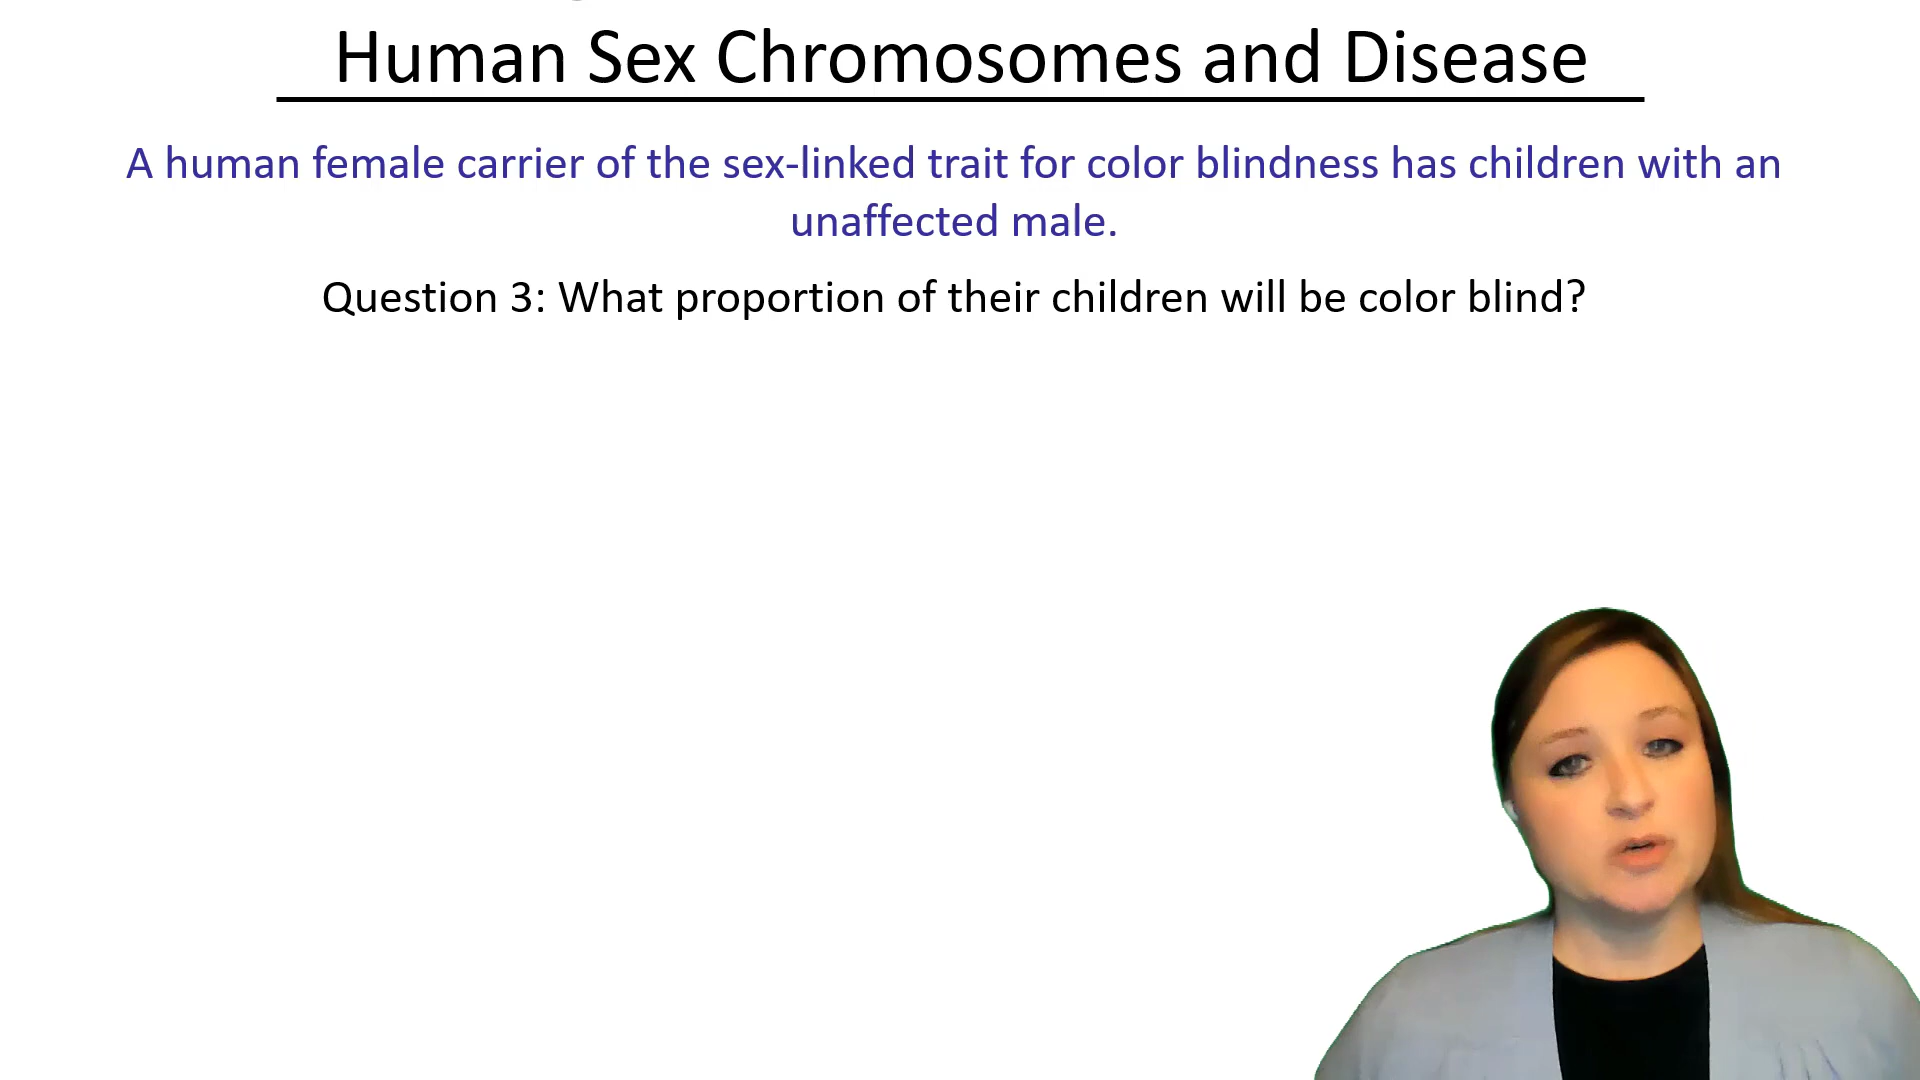 Human Sex Chromosomes and Disease
A human female carrier of the sex-linked trait for color blindness has children with an
unaffected male.
Question 3: What proportion of their children will be color blind?